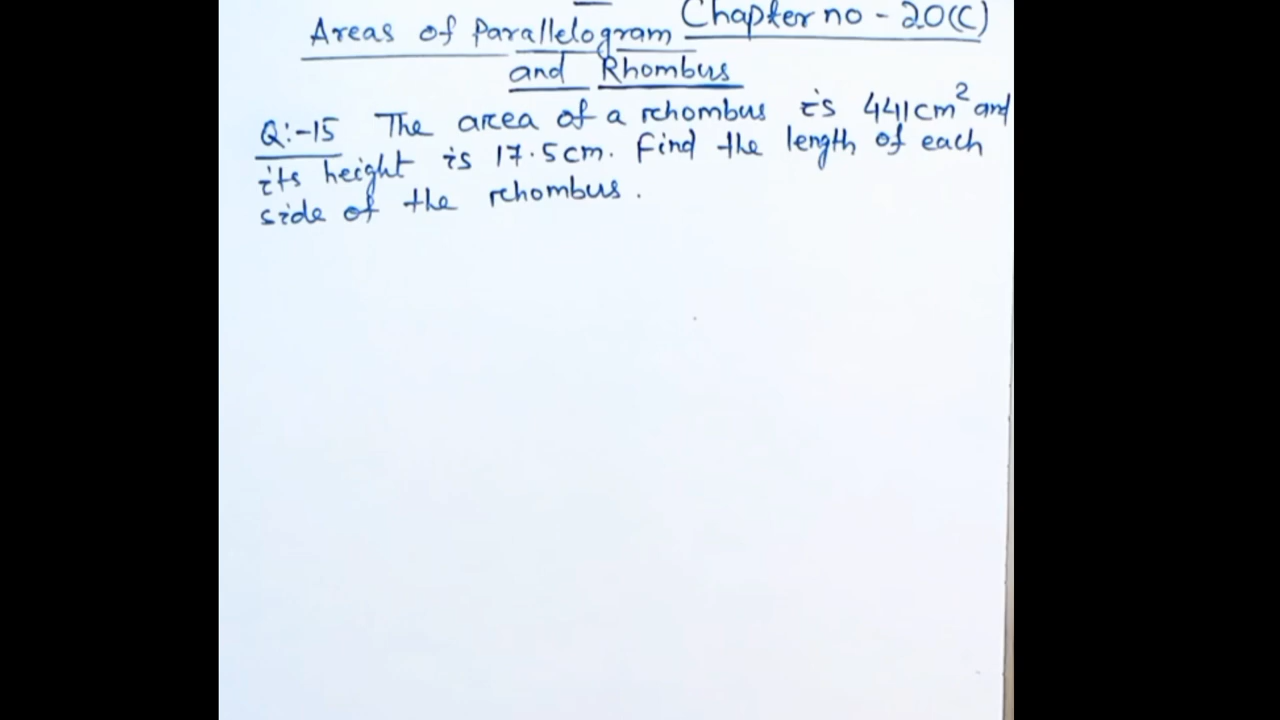 Areas of Parallelogram Chapter no - 20(C)
and Rhombus
Q:-15 The area of a rhombus is 441cm² and
its height is 17.5cm. Find the length of each
side of the rhombus.